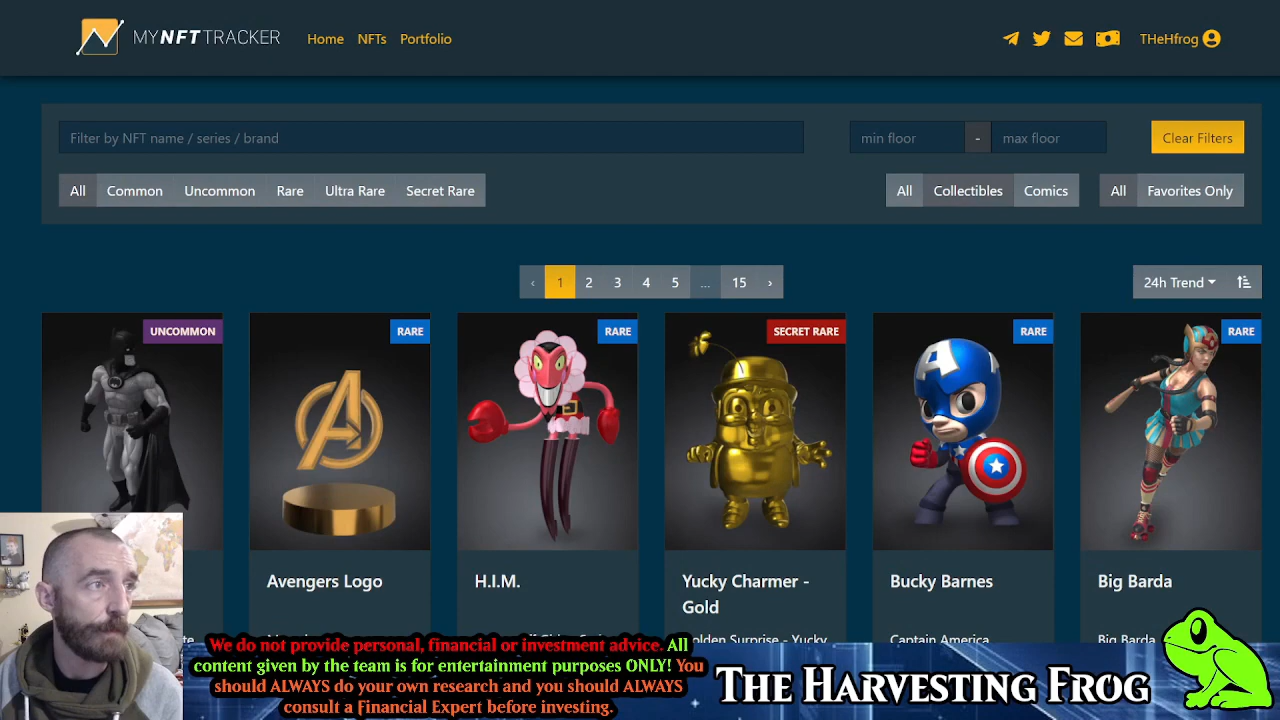 MYNFTTRACKER Home NFTs Portfolio THeHfrog
Filter by NFT name / series / brand min floor - max floor Clear Filters
All Common Uncommon Rare Ultra Rare Secret Rare All Collectibles Comics All Favorites Only
‹ 1 2 3 4 5 ... 15 › 24h Trend
UNCOMMON RARE RARE SECRET RARE RARE RARE
Avengers Logo H.I.M. Yucky Charmer - Bucky Barnes Big Barda
Gold
Golden Surprise - Yucky Captain America Big Barda
We do not provide personal, financial or investment advice. All
content given by the team is for entertainment purposes ONLY! You
should ALWAYS do your own research and you should ALWAYS
consult a Financial Expert before investing.
THE HARVESTING FROG